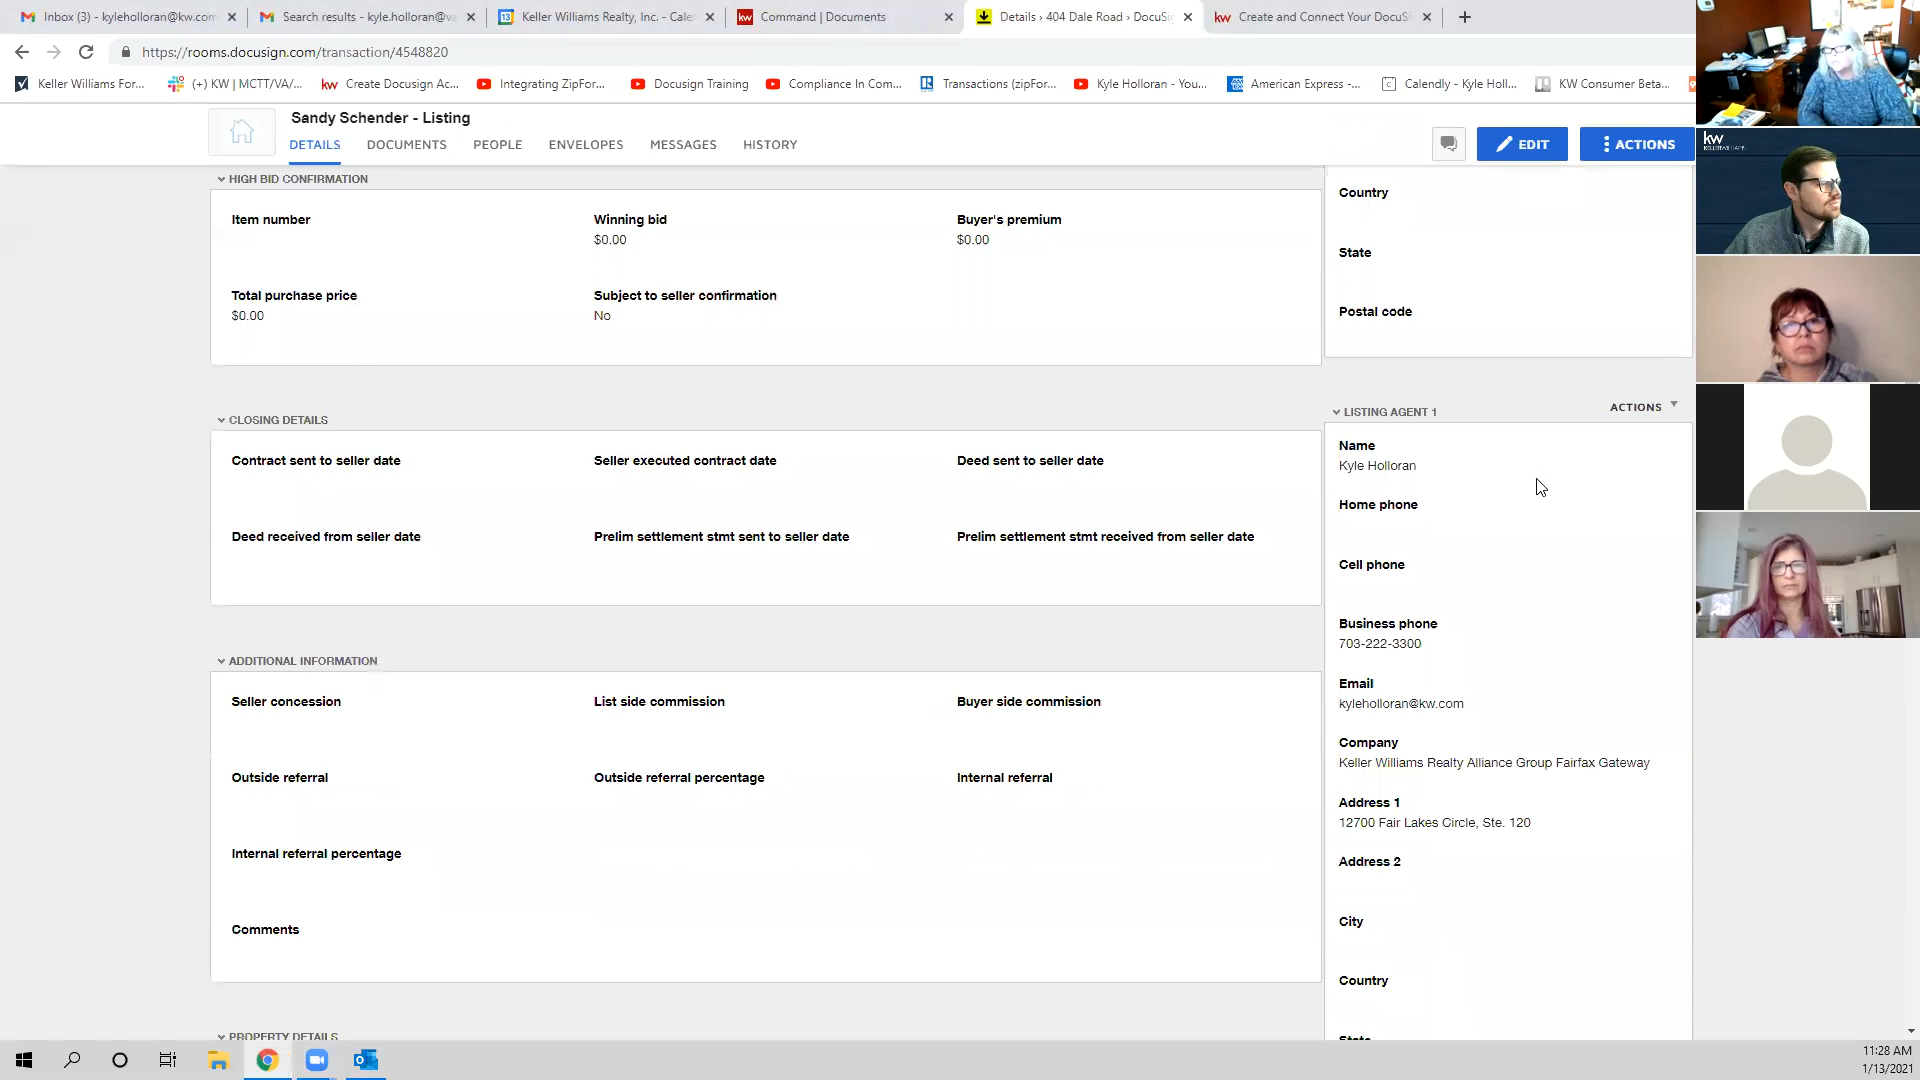 Inbox (3) - kyleholloran@kw.com
Search results - kyle.holloran@va
Keller Williams Realty, Inc. - Cale
kw Command | Documents
Details › 404 Dale Road › DocuSig
kw Create and Connect Your DocuS
https://rooms.docusign.com/transaction/4548820
Keller Williams For...
(+) KW | MCTT/VA/...
kw Create Docusign Ac...
Integrating ZipFor...
Docusign Training
Compliance In Com...
Transactions (zipFor...
Kyle Holloran - You...
American Express -...
Calendly - Kyle Holl...
KW Consumer Beta...
Sandy Schender - Listing
DETAILS DOCUMENTS PEOPLE ENVELOPES MESSAGES HISTORY
EDIT
ACTIONS
kw
KELLERWILLIAMS
HIGH BID CONFIRMATION
Item number Winning bid Buyer's premium
$0.00 $0.00
Total purchase price Subject to seller confirmation
$0.00 No
CLOSING DETAILS
Contract sent to seller date Seller executed contract date Deed sent to seller date
Deed received from seller date Prelim settlement stmt sent to seller date Prelim settlement stmt received from seller date
ADDITIONAL INFORMATION
Seller concession List side commission Buyer side commission
Outside referral Outside referral percentage Internal referral
Internal referral percentage
Comments
PROPERTY DETAILS
Country
State
Postal code
LISTING AGENT 1 ACTIONS
Name
Kyle Holloran
Home phone
Cell phone
Business phone
703-222-3300
Email
kyleholloran@kw.com
Company
Keller Williams Realty Alliance Group Fairfax Gateway
Address 1
12700 Fair Lakes Circle, Ste. 120
Address 2
City
Country
State
11:28 AM
1/13/2021